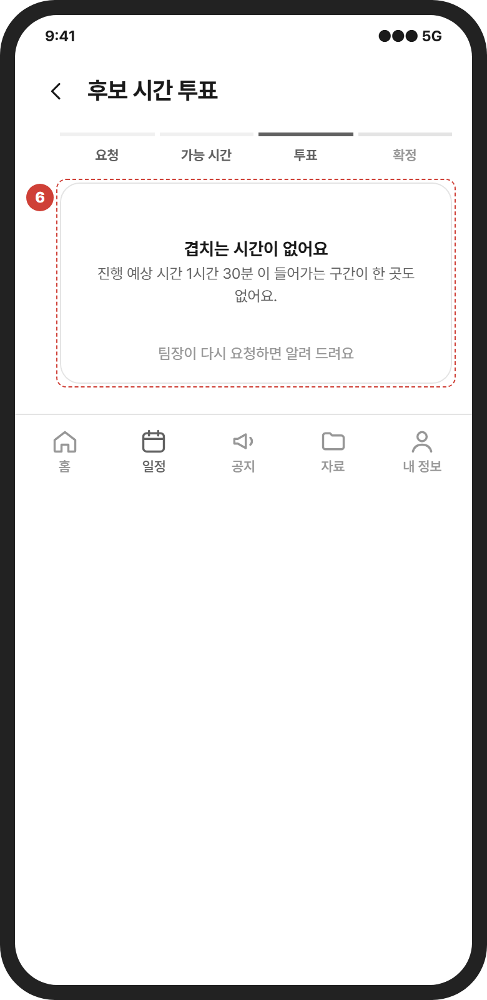 9:41
5G
후보 시간 투표
요청
가능 시간
투표
확정
6
겹치는 시간이 없어요
진행 예상 시간 1시간 30분 이 들어가는 구간이 한 곳도
없어요.
팀장이 다시 요청하면 알려 드려요
홈
일정
공지
자료
내 정보